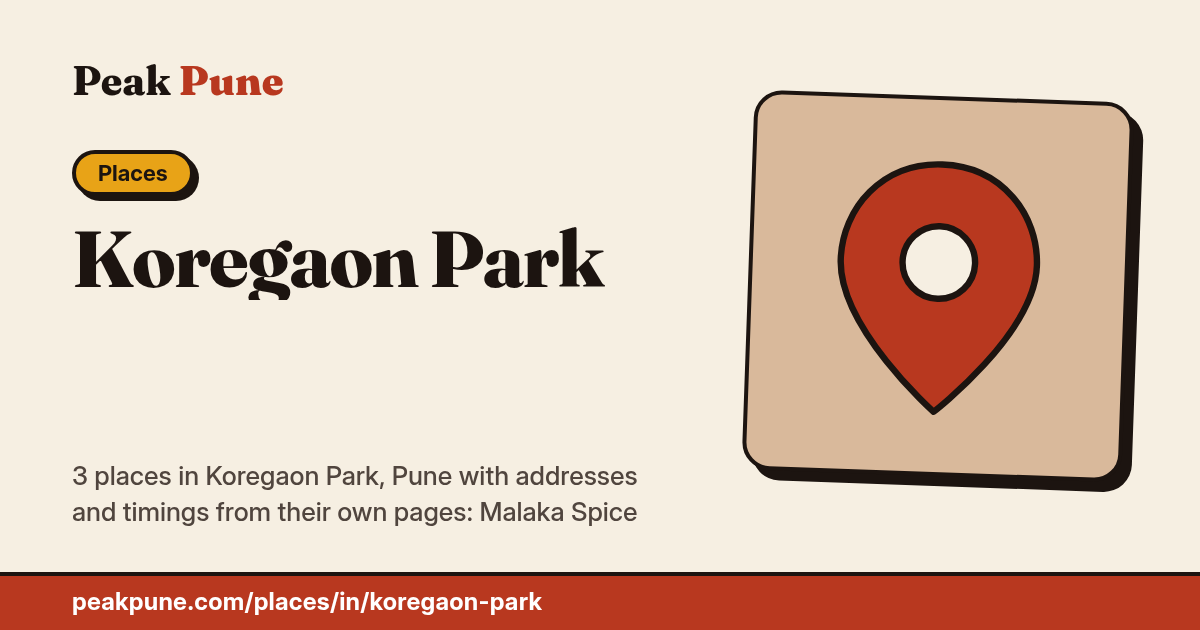 Peak Pune
Places
Koregaon Park
3 places in Koregaon Park, Pune with addresses
and timings from their own pages: Malaka Spice
peakpune.com/places/in/koregaon-park